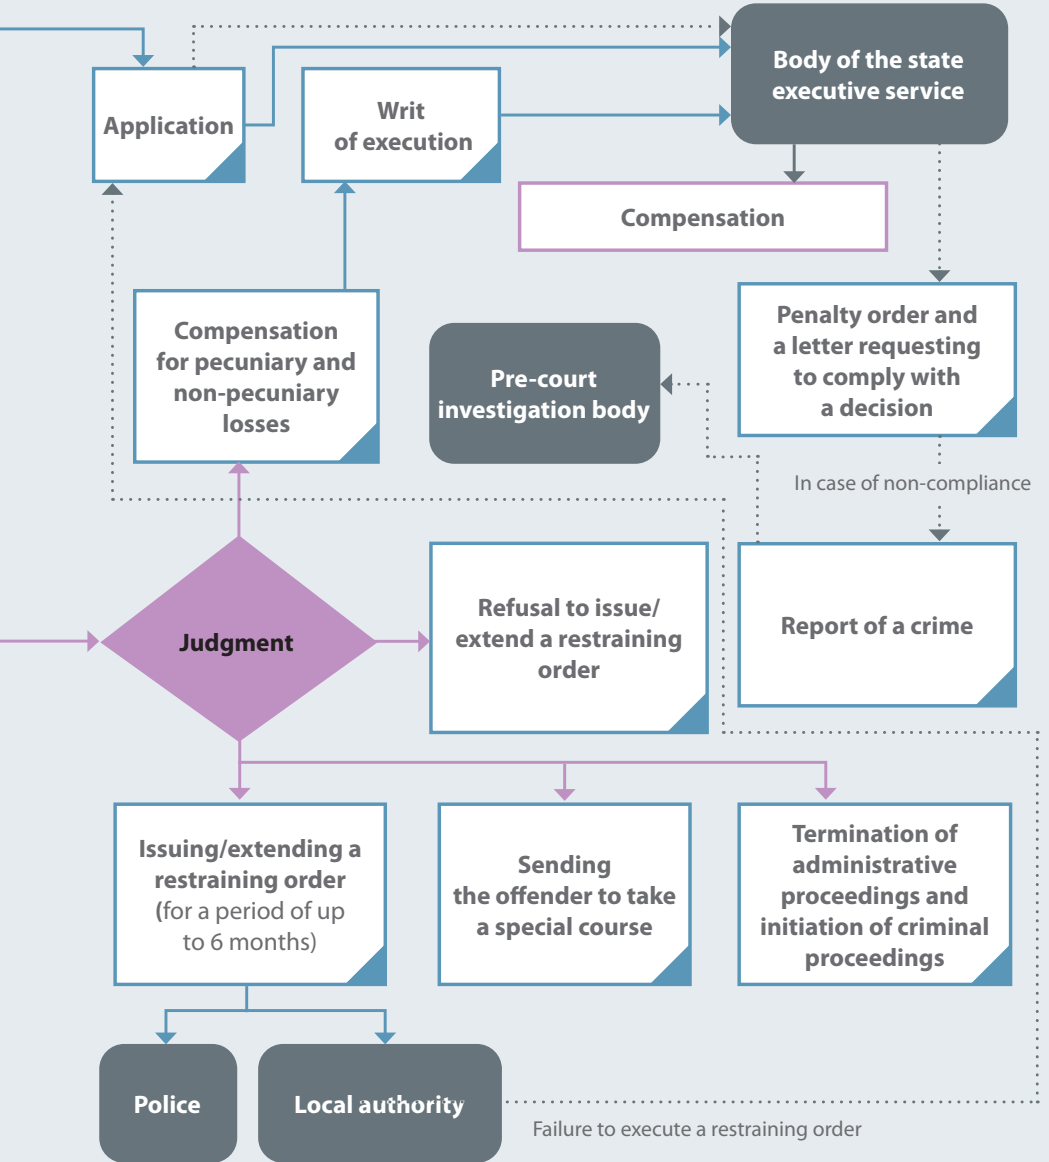 Body of the state
executive service
Application
Writ
of execution
Compensation
Compensation
for pecuniary and
non-pecuniary
losses
Pre-court
investigation body
Penalty order and
a letter requesting
to comply with
a decision
In case of non-compliance
Judgment
Refusal to issue/
extend a restraining
order
Report of a crime
Issuing/extending a
restraining order
(for a period of up
to 6 months)
Sending
the offender to take
a special course
Termination of
administrative
proceedings and
initiation of criminal
proceedings
Police
Local authority
Failure to execute a restraining order